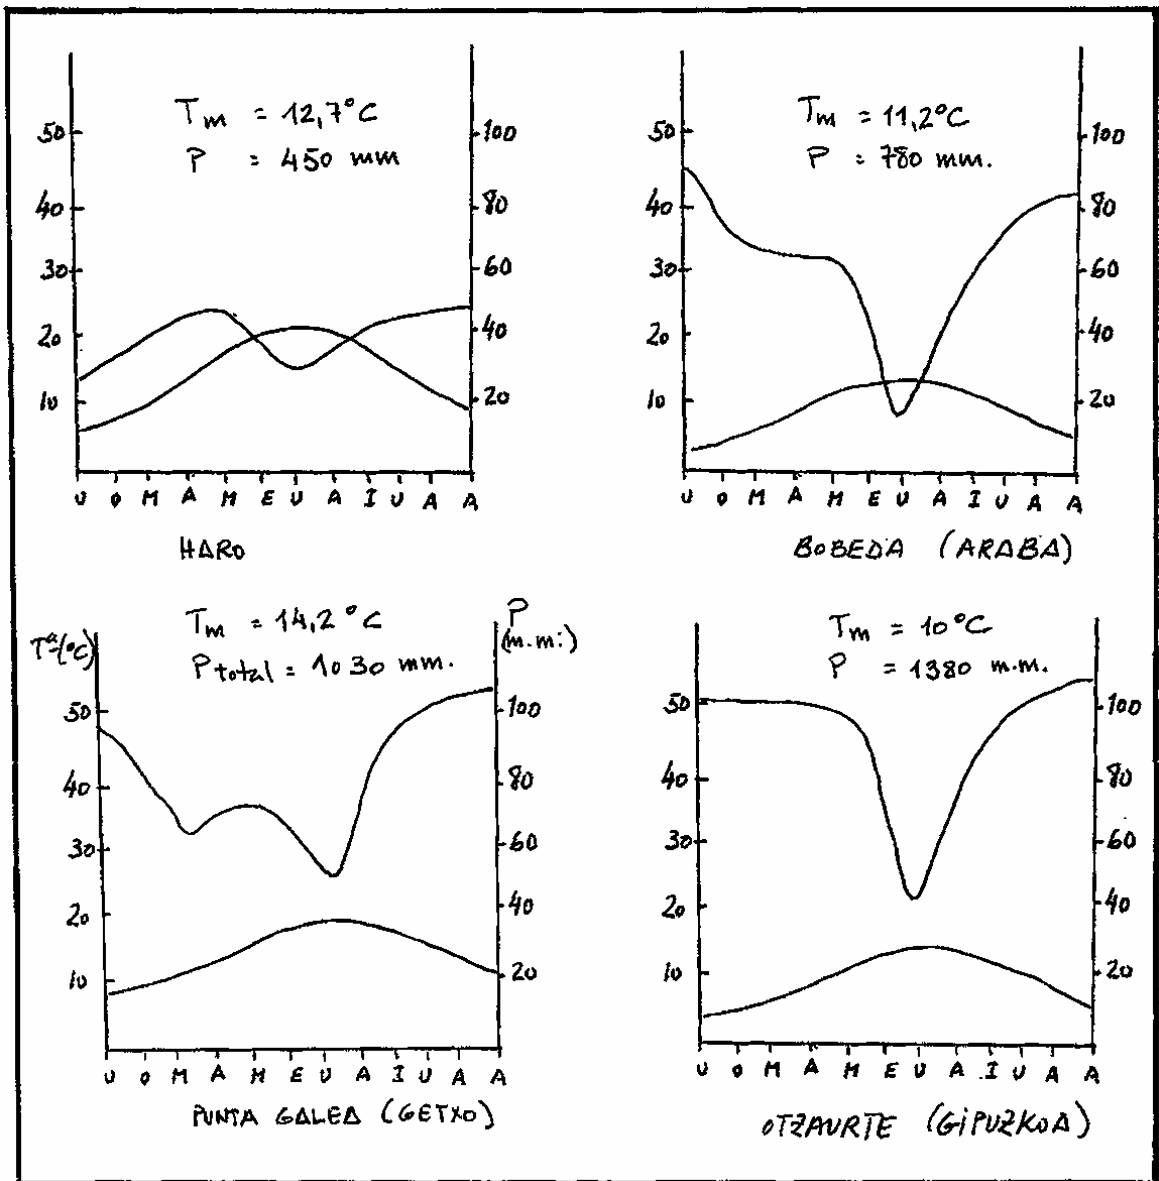 Tm = 12,7°C
P = 450 mm
50
40
30
20
10
100
80
60
40
20
U O M A M E U A I U A A
HARO
Tm = 11,2°C
P = 780 mm.
50
40
30
20
10
100
80
60
40
20
U O M A M E U A I U A A
BOBEDA (ARABA)
Tª(°C)
Tm = 14,2°C
Ptotal = 1030 mm.
P
(m.m.)
50
40
30
20
10
100
80
60
40
20
U O M A M E U A I U A A
PUNTA GALEA (GETXO)
Tm = 10°C
P = 1380 m.m.
50
40
30
20
10
100
80
60
40
20
U O M A M E U A I U A A
OTZAURTE (GIPUZKOA)